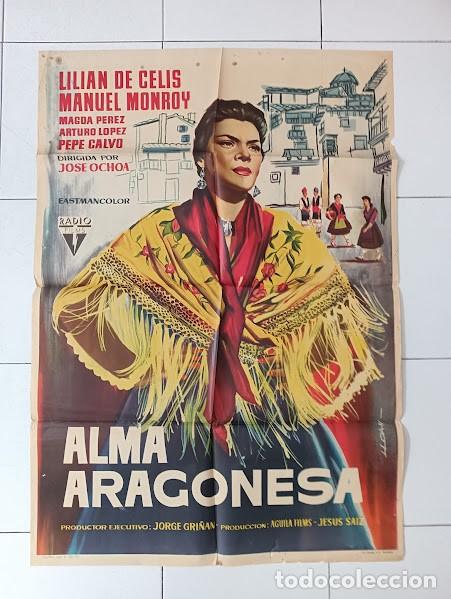 LILIAN DE CELIS
MANUEL MONROY
MAGDA PEREZ
ARTURO LOPEZ
PEPE CALVO
DIRIGIDA POR
JOSE OCHOA
EASTMANCOLOR
RADIO
FILMS
ALMA
ARAGONESA
PRODUCTOR EJECUTIVO: JORGE GRIÑAN - PRODUCCION: AGUILA FILMS - JESUS SAIZ
todocoleccion.net